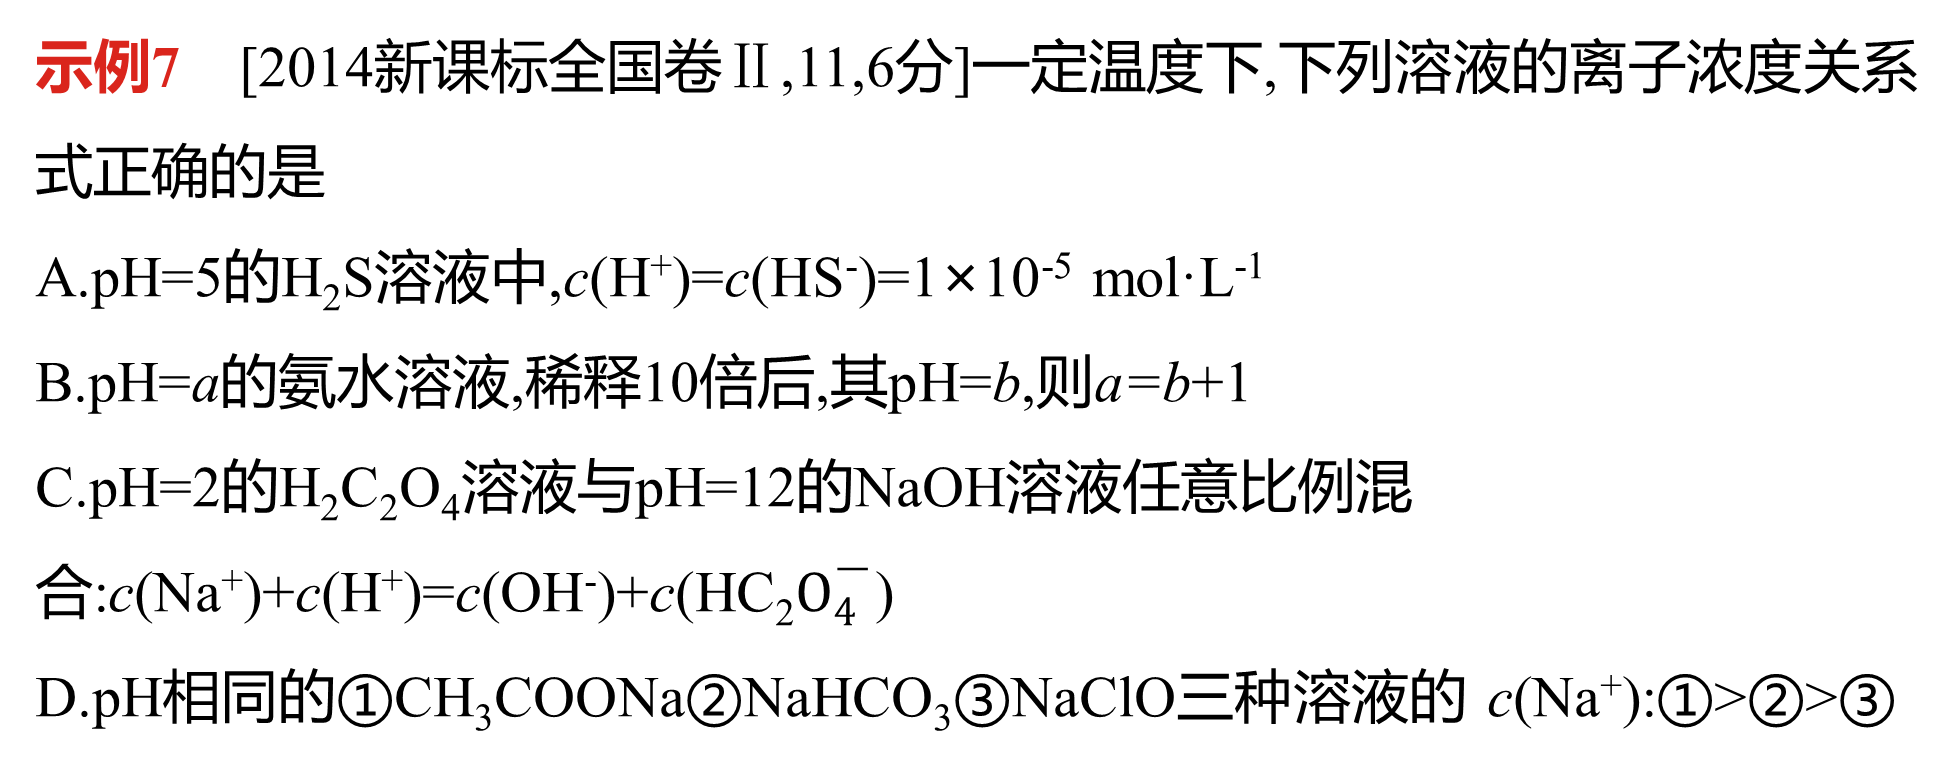 示例7 [2014新课标全国卷Ⅱ,11,6分]一定温度下,下列溶液的离子浓度关系
式正确的是
A.pH=5的H₂S溶液中,c(H⁺)=c(HS⁻)=1×10⁻⁵ mol·L⁻¹
B.pH=a的氨水溶液,稀释10倍后,其pH=b,则a=b+1
C.pH=2的H₂C₂O₄溶液与pH=12的NaOH溶液任意比例混
合:c(Na⁺)+c(H⁺)=c(OH⁻)+c(HC₂O₄⁻)
D.pH相同的①CH₃COONa②NaHCO₃③NaClO三种溶液的 c(Na⁺):①>②>③